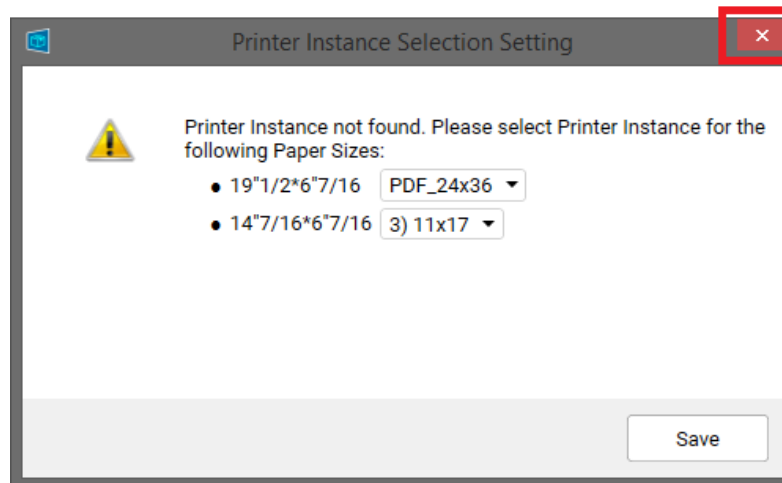 Printer Instance Selection Setting
Printer Instance not found. Please select Printer Instance for the
following Paper Sizes:
● 19"1/2*6"7/16 PDF_24x36
● 14"7/16*6"7/16 3) 11x17
Save